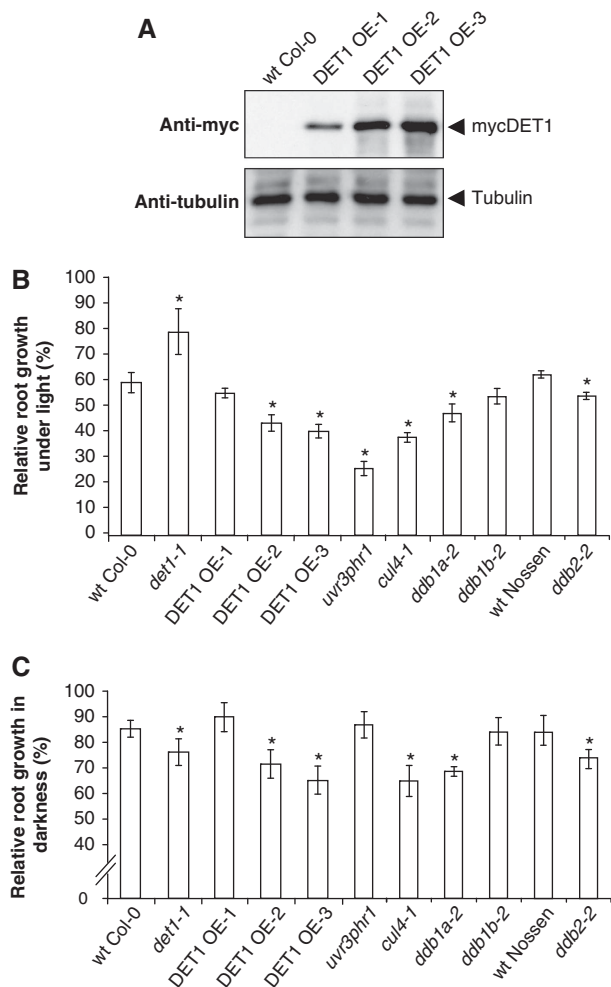 A
wt Col-0
DET1 OE-1
DET1 OE-2
DET1 OE-3
Anti-myc
mycDET1
Anti-tubulin
Tubulin
B
Relative root growth
under light (%)
100
90
80
70
60
50
40
30
20
10
0
*
*
*
*
*
*
*
wt Col-0
det1-1
DET1 OE-1
DET1 OE-2
DET1 OE-3
uvr3phr1
cul4-1
ddb1a-2
ddb1b-2
wt Nossen
ddb2-2
C
Relative root growth in
darkness (%)
100
90
80
70
60
40
0
*
*
*
*
*
*
wt Col-0
det1-1
DET1 OE-1
DET1 OE-2
DET1 OE-3
uvr3phr1
cul4-1
ddb1a-2
ddb1b-2
wt Nossen
ddb2-2